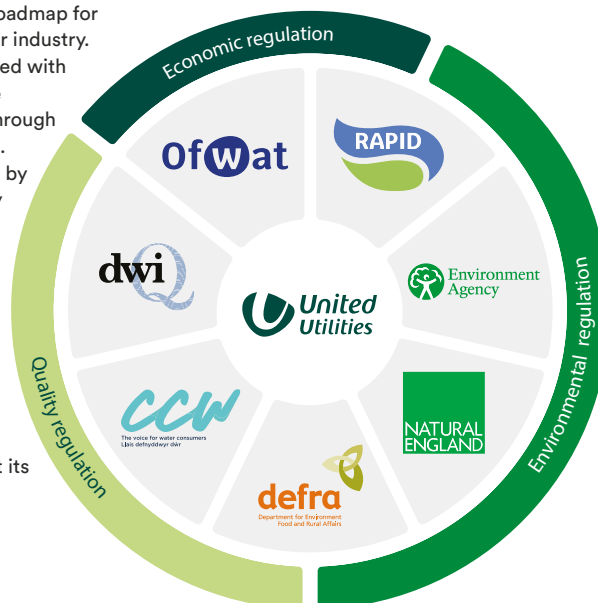 oadmap for
r industry.
ed with
hrough
.
by
t its
Economic regulation
Ofwat
RAPID
dwi
Q
Environment
Agency
United
Utilities
Environmental regulation
Quality regulation
ccw
The voice for water consumers
Llais defnyddwyr dŵr
NATURAL
ENGLAND
defra
Department for Environment
Food and Rural Affairs